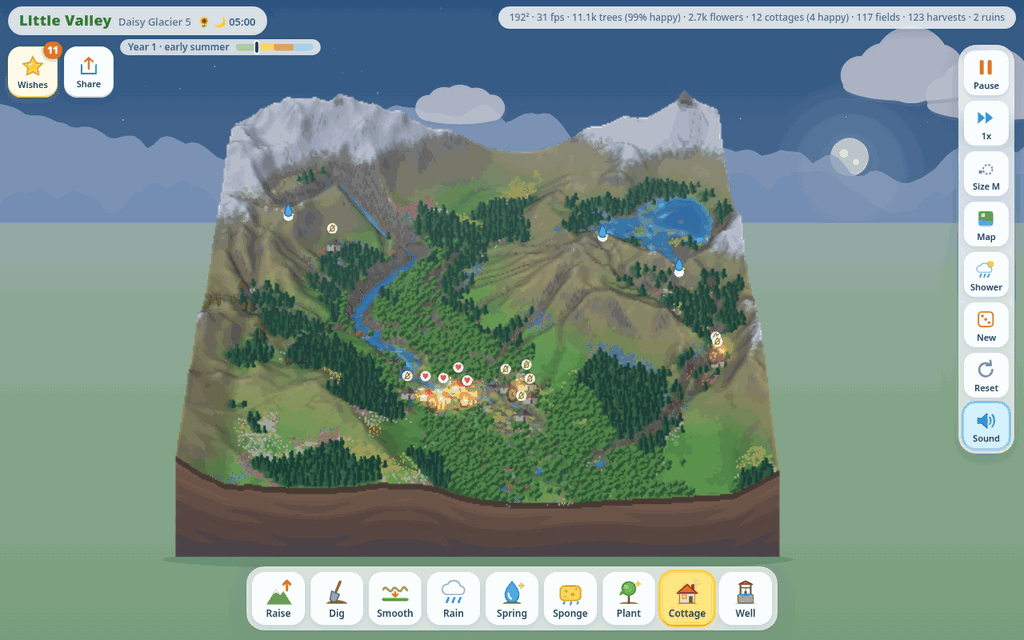 Little Valley Daisy Glacier 5 05:00
192² · 31 fps · 11.1k trees (99% happy) · 2.7k flowers · 12 cottages (4 happy) · 117 fields · 123 harvests · 2 ruins
Year 1 · early summer
11
Wishes
Share
Pause
1x
Size M
Map
Shower
New
Reset
Sound
Raise
Dig
Smooth
Rain
Spring
Sponge
Plant
Cottage
Well